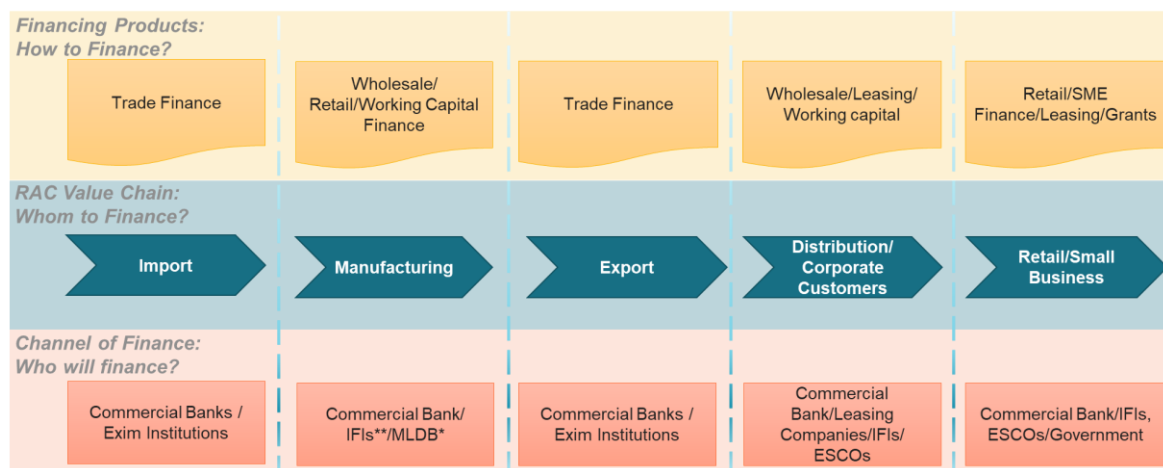 Financing Products:
How to Finance?
Trade Finance
Wholesale/
Retail/Working Capital
Finance
Trade Finance
Wholesale/Leasing/
Working capital
Retail/SME
Finance/Leasing/Grants
RAC Value Chain:
Whom to Finance?
Import
Manufacturing
Export
Distribution/
Corporate
Customers
Retail/Small
Business
Channel of Finance:
Who will finance?
Commercial Banks /
Exim Institutions
Commercial Bank/
IFIs**/MLDB*
Commercial Banks /
Exim Institutions
Commercial
Bank/Leasing
Companies/IFIs/
ESCOs
Commercial Bank/IFIs,
ESCOs/Government